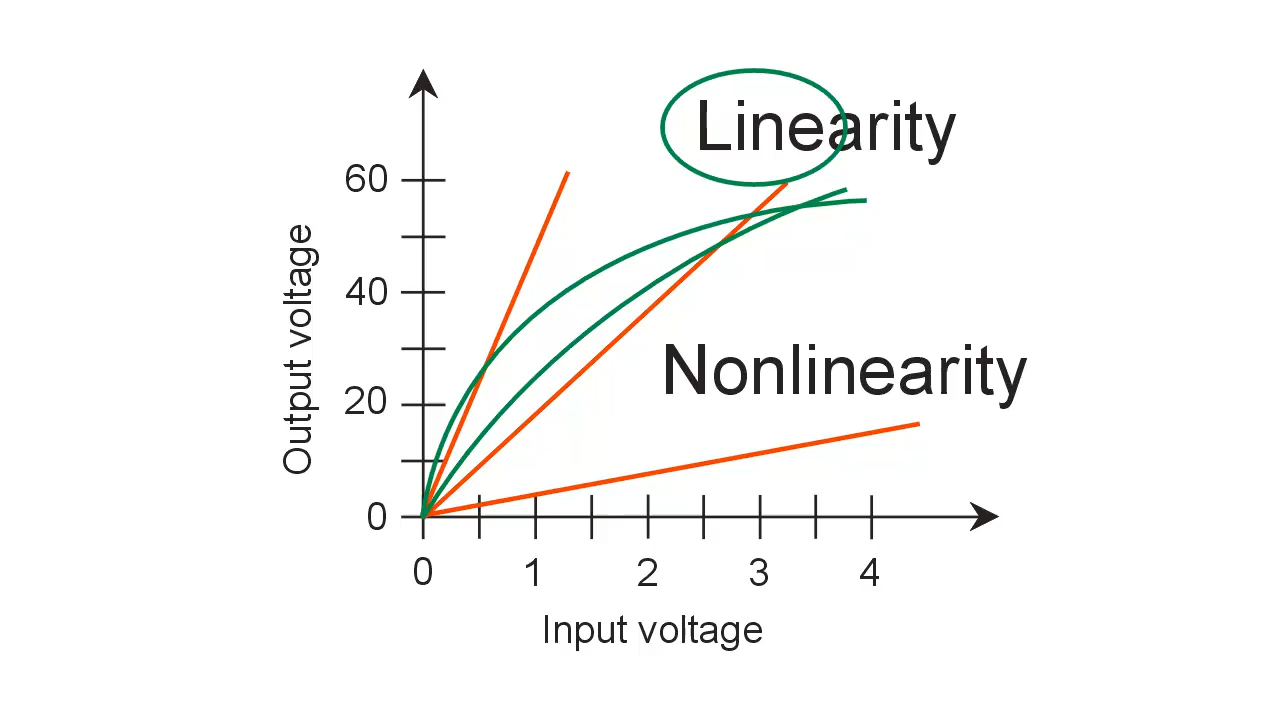 Linearity
60
40
20
0
Output voltage
Nonlinearity
0 1 2 3 4
Input voltage